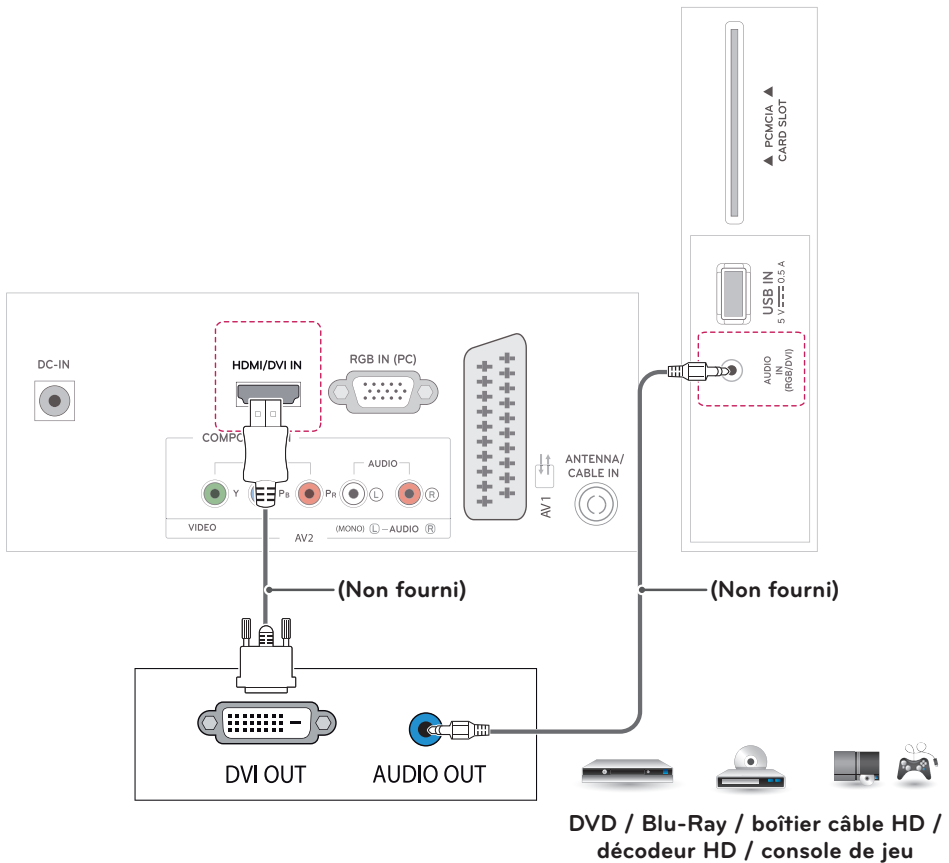 ▲ PCMCIA ▲
CARD SLOT
USB IN
5 V 0.5 A
AUDIO
IN
(RGB/DVI)
DC-IN
HDMI/DVI IN
RGB IN (PC)
ANTENNA/
CABLE IN
AV1
AUDIO
Y PB PR L R
VIDEO
(MONO) L - AUDIO R
AV2
(Non fourni)
(Non fourni)
DVI OUT
AUDIO OUT
DVD / Blu-Ray / boîtier câble HD /
décodeur HD / console de jeu